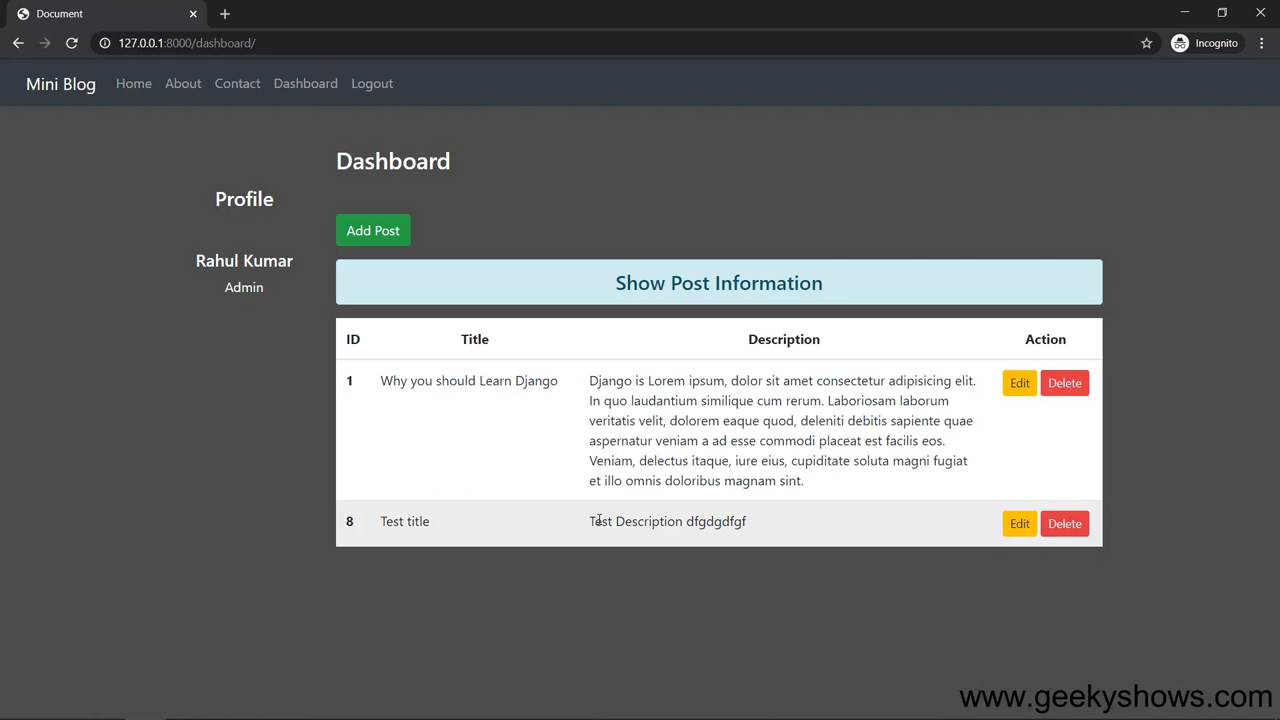 Document
127.0.0.1:8000/dashboard/
Incognito
Mini Blog Home About Contact Dashboard Logout
Dashboard
Profile
Add Post
Rahul Kumar
Admin
Show Post Information
ID Title Description Action
1 Why you should Learn Django Django is Lorem ipsum, dolor sit amet consectetur adipisicing elit. Edit Delete
In quo laudantium similique cum rerum. Laboriosam laborum
veritatis velit, dolorem eaque quod, deleniti debitis sapiente quae
aspernatur veniam a ad esse commodi placeat est facilis eos.
Veniam, delectus itaque, iure eius, cupiditate soluta magni fugiat
et illo omnis doloribus magnam sint.
8 Test title Test Description dfgdgdfgf Edit Delete
www.geekyshows.com